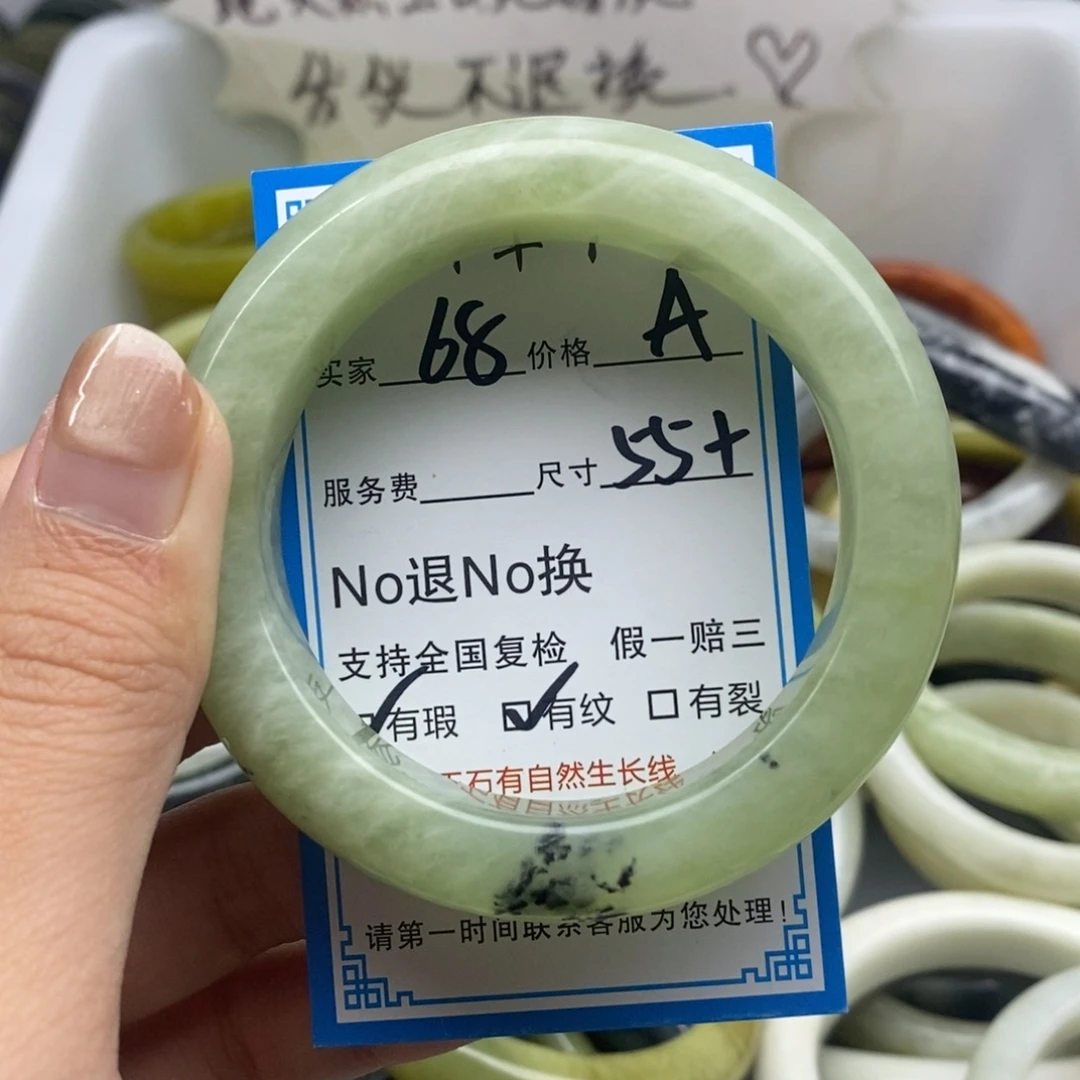 不退换
买家 68 价格 A
服务费 尺寸 55+
No退No换
支持全国复检 假一赔三
有瑕 有纹 有裂
石有自然生长线
请第一时间联系客服为您处理!